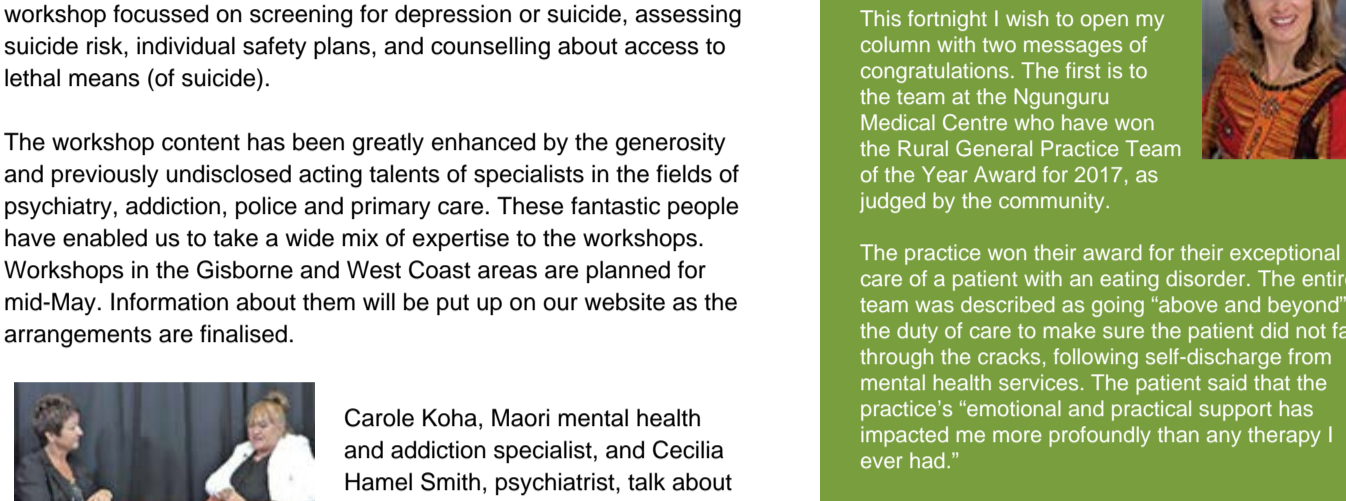 workshop focussed on screening for depression or suicide, assessing
suicide risk, individual safety plans, and counselling about access to
lethal means (of suicide).
The workshop content has been greatly enhanced by the generosity
and previously undisclosed acting talents of specialists in the fields of
psychiatry, addiction, police and primary care. These fantastic people
have enabled us to take a wide mix of expertise to the workshops.
Workshops in the Gisborne and West Coast areas are planned for
mid-May. Information about them will be put up on our website as the
arrangements are finalised.
Carole Koha, Maori mental health
and addiction specialist, and Cecilia
Hamel Smith, psychiatrist, talk about
This fortnight I wish to open my
column with two messages of
congratulations. The first is to
the team at the Ngunguru
Medical Centre who have won
the Rural General Practice Team
of the Year Award for 2017, as
judged by the community.
The practice won their award for their exceptional
care of a patient with an eating disorder. The
team was described as going “above and beyond”
the duty of care to make sure the patient did not
through the cracks, following self-discharge from
mental health services. The patient said that the
practice’s “emotional and practical support has
impacted me more profoundly than any therapy I
ever had.”